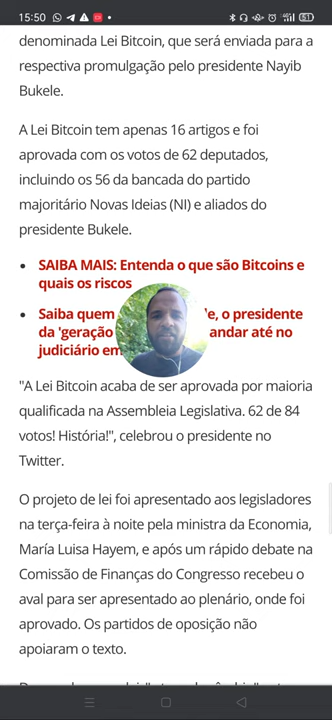 15:50
51
denominada Lei Bitcoin, que será enviada para a
respectiva promulgação pelo presidente Nayib
Bukele.
A Lei Bitcoin tem apenas 16 artigos e foi
aprovada com os votos de 62 deputados,
incluindo os 56 da bancada do partido
majoritário Novas Ideias (NI) e aliados do
presidente Bukele.
• SAIBA MAIS: Entenda o que são Bitcoins e
quais os riscos
• Saiba quem o presidente
da 'geração andar até no
judiciário em
"A Lei Bitcoin acaba de ser aprovada por maioria
qualificada na Assembleia Legislativa. 62 de 84
votos! História!", celebrou o presidente no
Twitter.
O projeto de lei foi apresentado aos legisladores
na terça-feira à noite pela ministra da Economia,
María Luisa Hayem, e após um rápido debate na
Comissão de Finanças do Congresso recebeu o
aval para ser apresentado ao plenário, onde foi
aprovado. Os partidos de oposição não
apoiaram o texto.